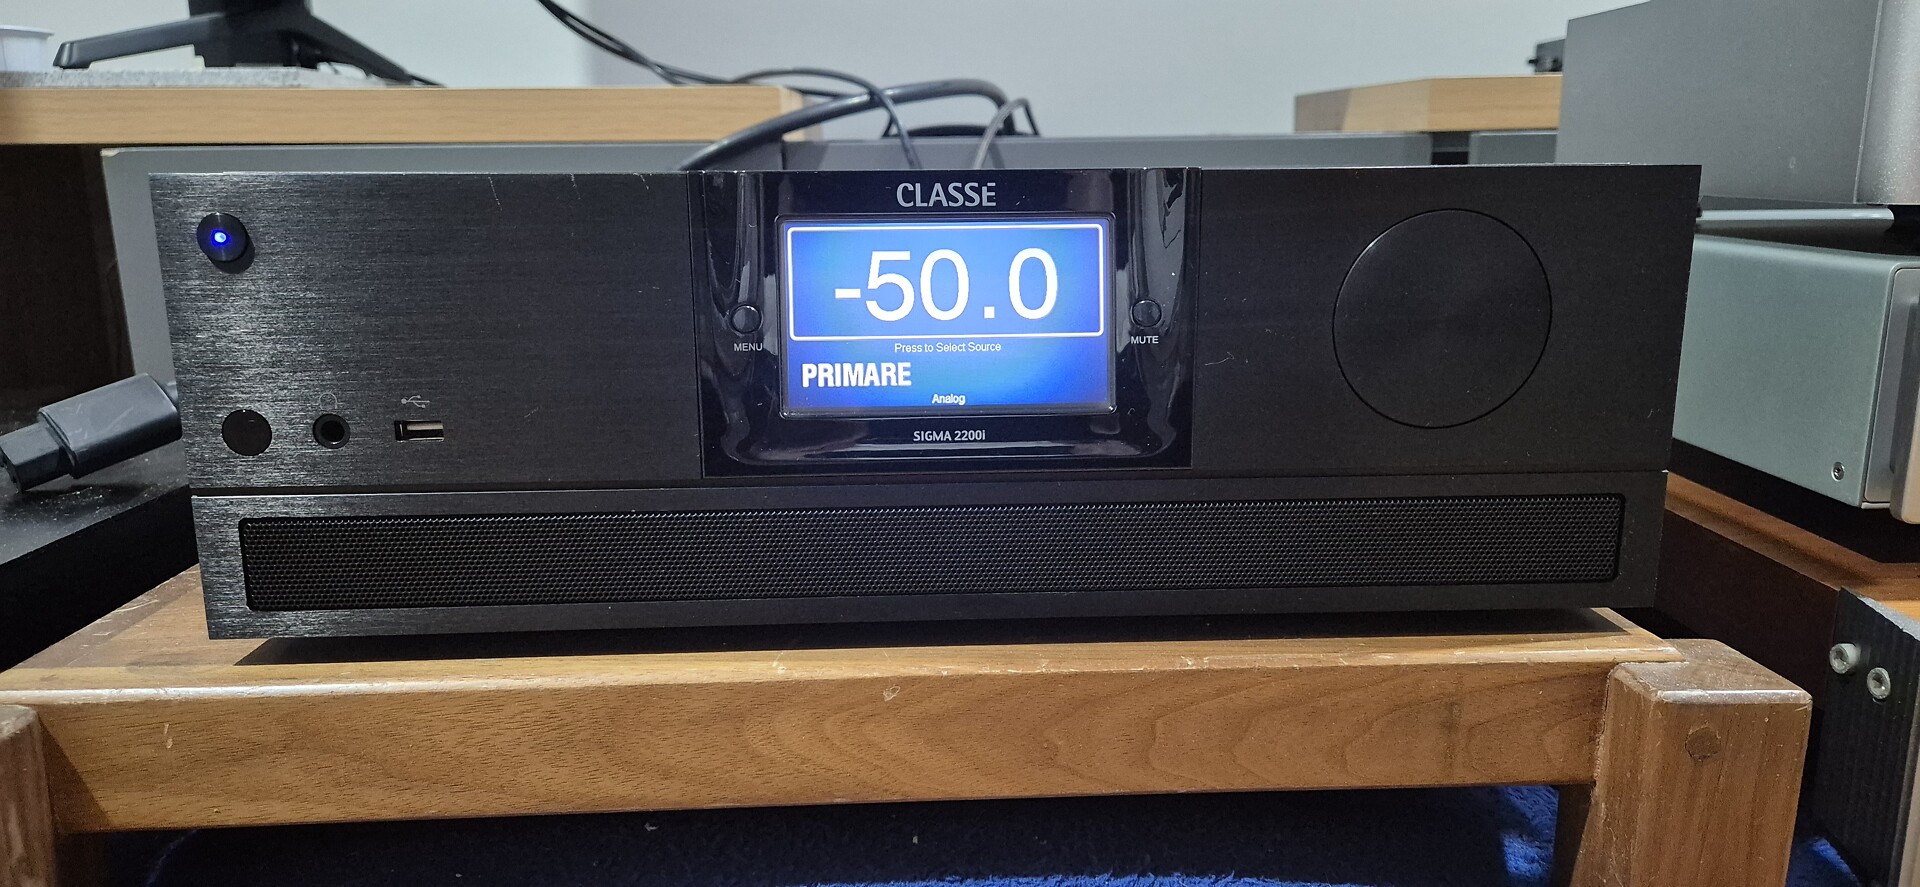 CLASSE
-50.0
MENU
MUTE
Press to Select Source
PRIMARE
Analog
SIGMA 2200i